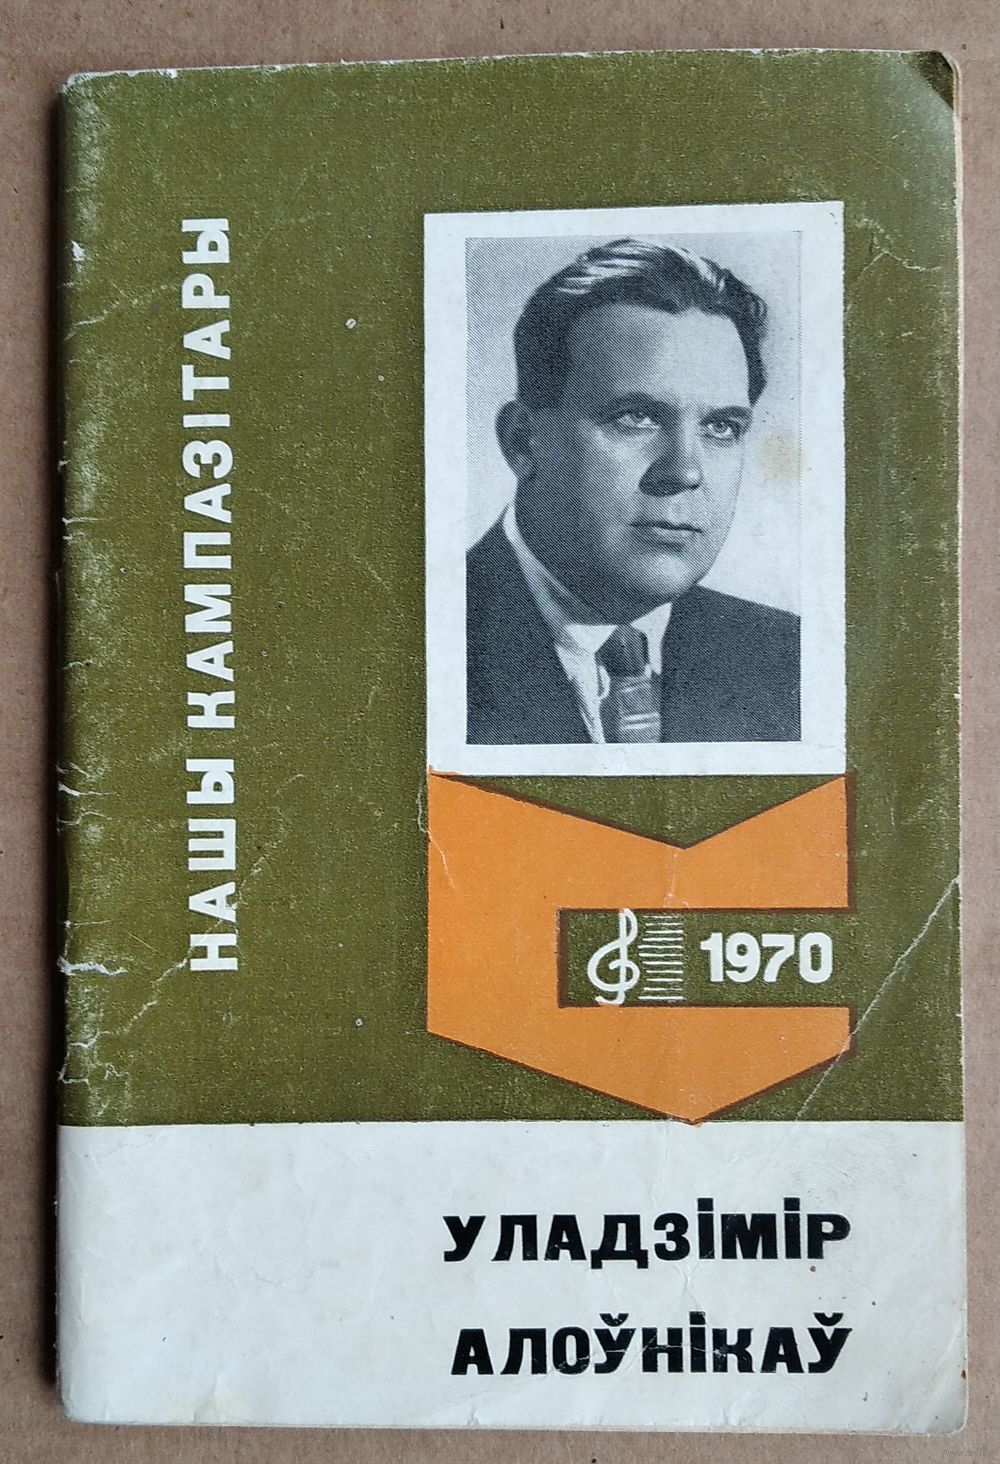 НАШЫ КАМПАЗІТАРЫ
1970
УЛАДЗІМІР
АЛОЎНІКАЎ